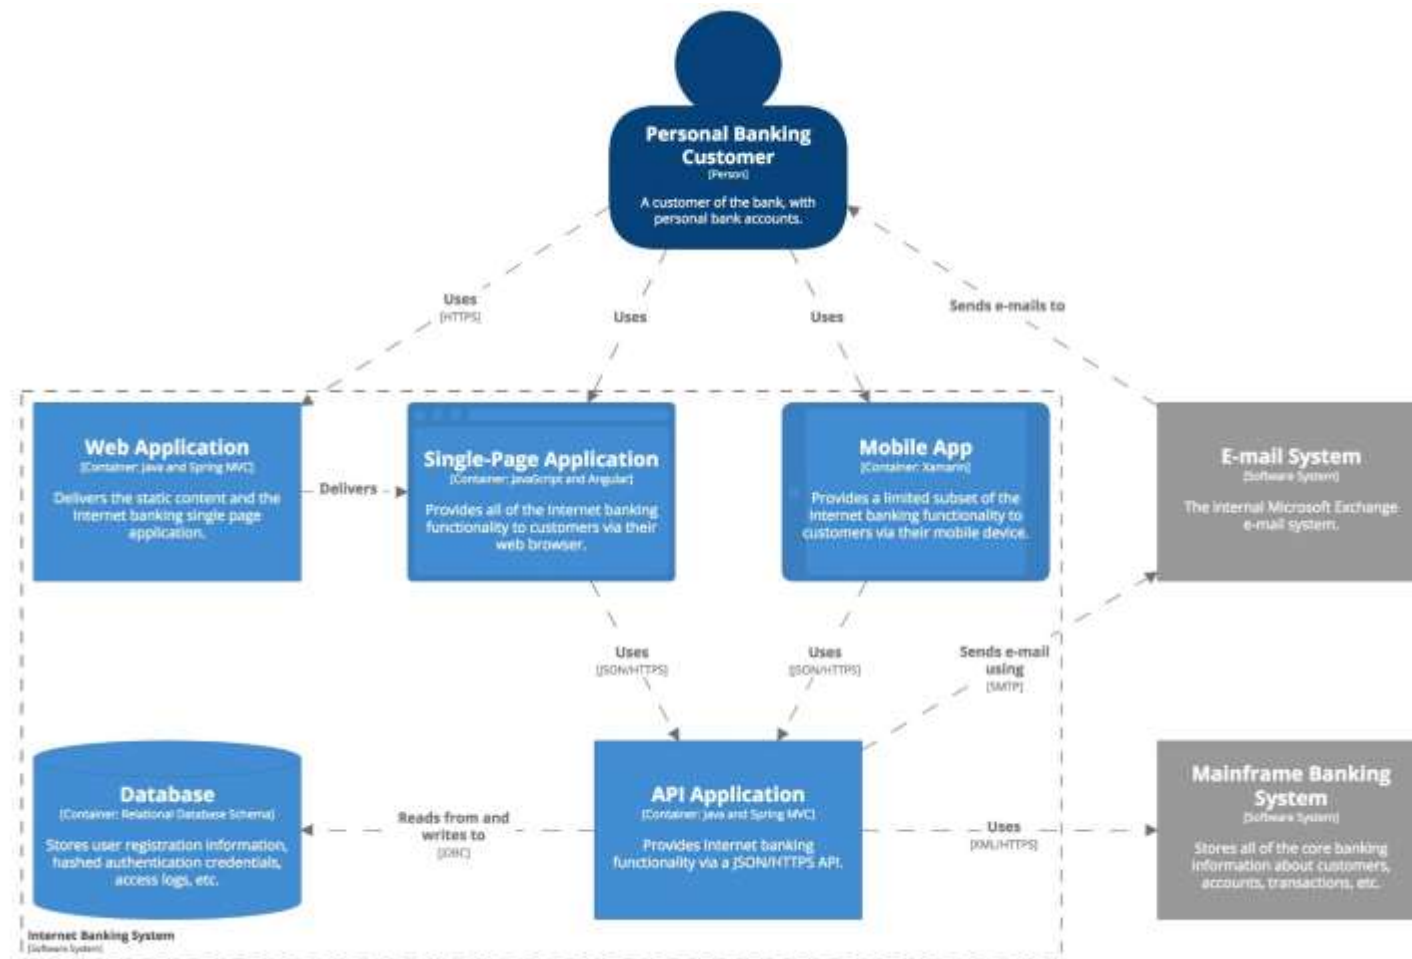 Personal Banking
Customer
[Person]
A customer of the bank, with
personal bank accounts.
Uses
[HTTPS]
Uses
Uses
Sends e-mails to
Web Application
[Container: Java and Spring MVC]
Delivers the static content and the
Internet banking single page
application.
Delivers
Single-Page Application
[Container: JavaScript and Angular]
Provides all of the Internet banking
functionality to customers via their
web browser.
Mobile App
[Container: Xamarin]
Provides a limited subset of the
Internet banking functionality to
customers via their mobile device.
E-mail System
[Software System]
The internal Microsoft Exchange
e-mail system.
Uses
[JSON/HTTPS]
Uses
[JSON/HTTPS]
Sends e-mail
using
[SMTP]
Database
[Container: Relational Database Schema]
Stores user registration information,
hashed authentication credentials,
access logs, etc.
Reads from and
writes to
[JDBC]
API Application
[Container: Java and Spring MVC]
Provides Internet banking
functionality via a JSON/HTTPS API.
Uses
[XML/HTTPS]
Mainframe Banking
System
[Software System]
Stores all of the core banking
information about customers,
accounts, transactions, etc.
Internet Banking System
[Software System]